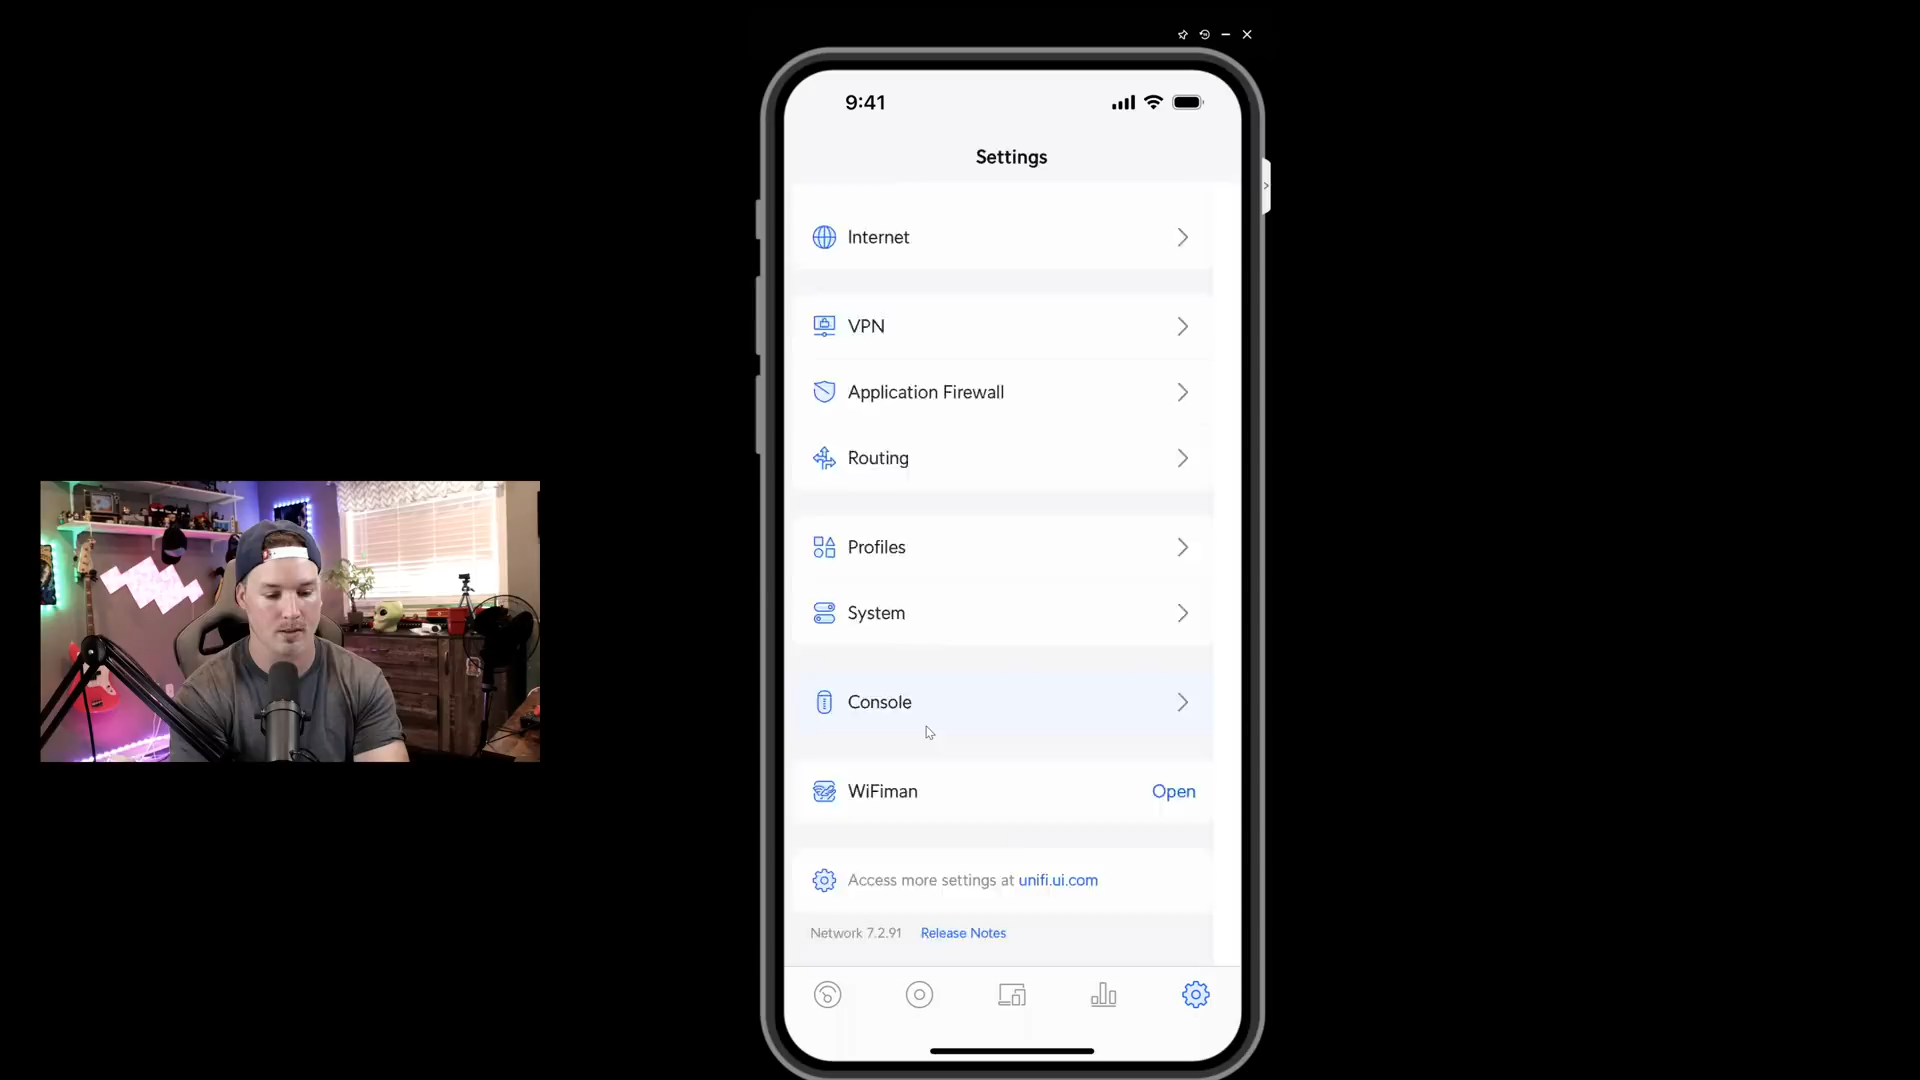 9:41
Settings
Internet
VPN
Application Firewall
Routing
Profiles
System
Console
WiFiman Open
Access more settings at unifi.ui.com
Network 7.2.91 Release Notes